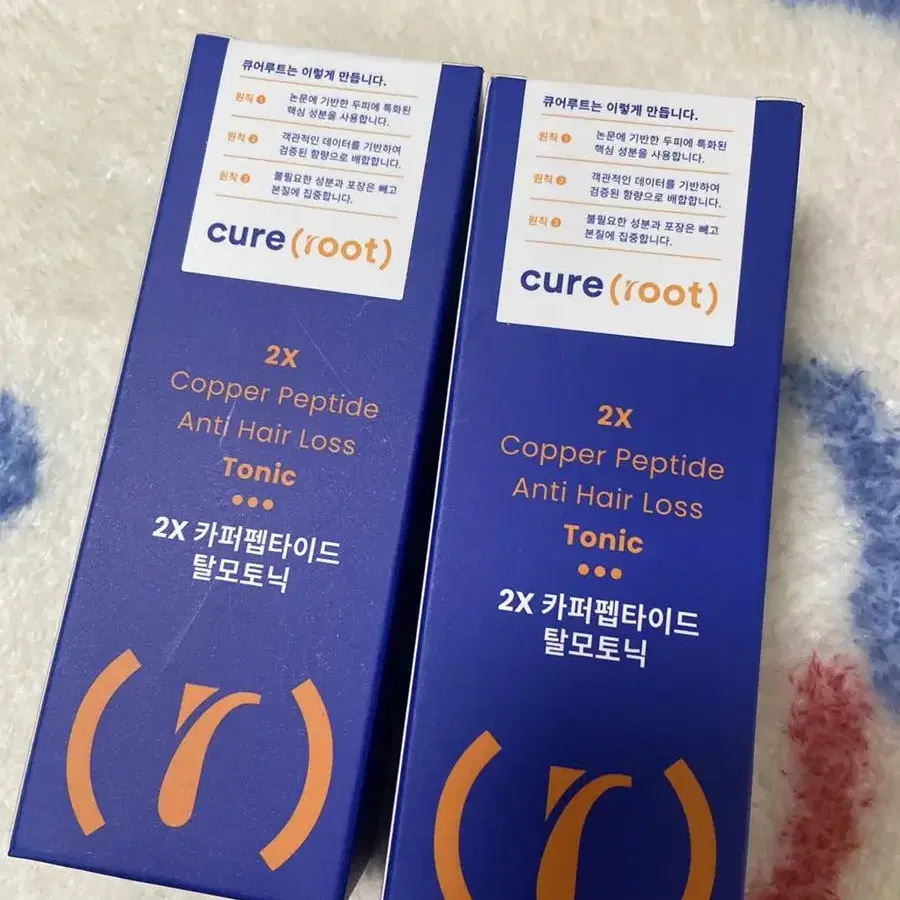 큐어루트는 이렇게 만듭니다.
원칙 1 논문에 기반한 두피에 특화된
핵심 성분을 사용합니다.
원칙 2 객관적인 데이터를 기반하여
검증된 함량으로 배합합니다.
원칙 3 불필요한 성분과 포장은 빼고
본질에 집중합니다.
cure (root)
2X
Copper Peptide
Anti Hair Loss
Tonic
2X 카퍼펩타이드
탈모토닉
(r)
큐어루트는 이렇게 만듭니다.
원칙 1 논문에 기반한 두피에 특화된
핵심 성분을 사용합니다.
원칙 2 객관적인 데이터를 기반하여
검증된 함량으로 배합합니다.
원칙 3 불필요한 성분과 포장은 빼고
본질에 집중합니다.
cure (root)
2X
Copper Peptide
Anti Hair Loss
Tonic
2X 카퍼펩타이드
탈모토닉
(r)